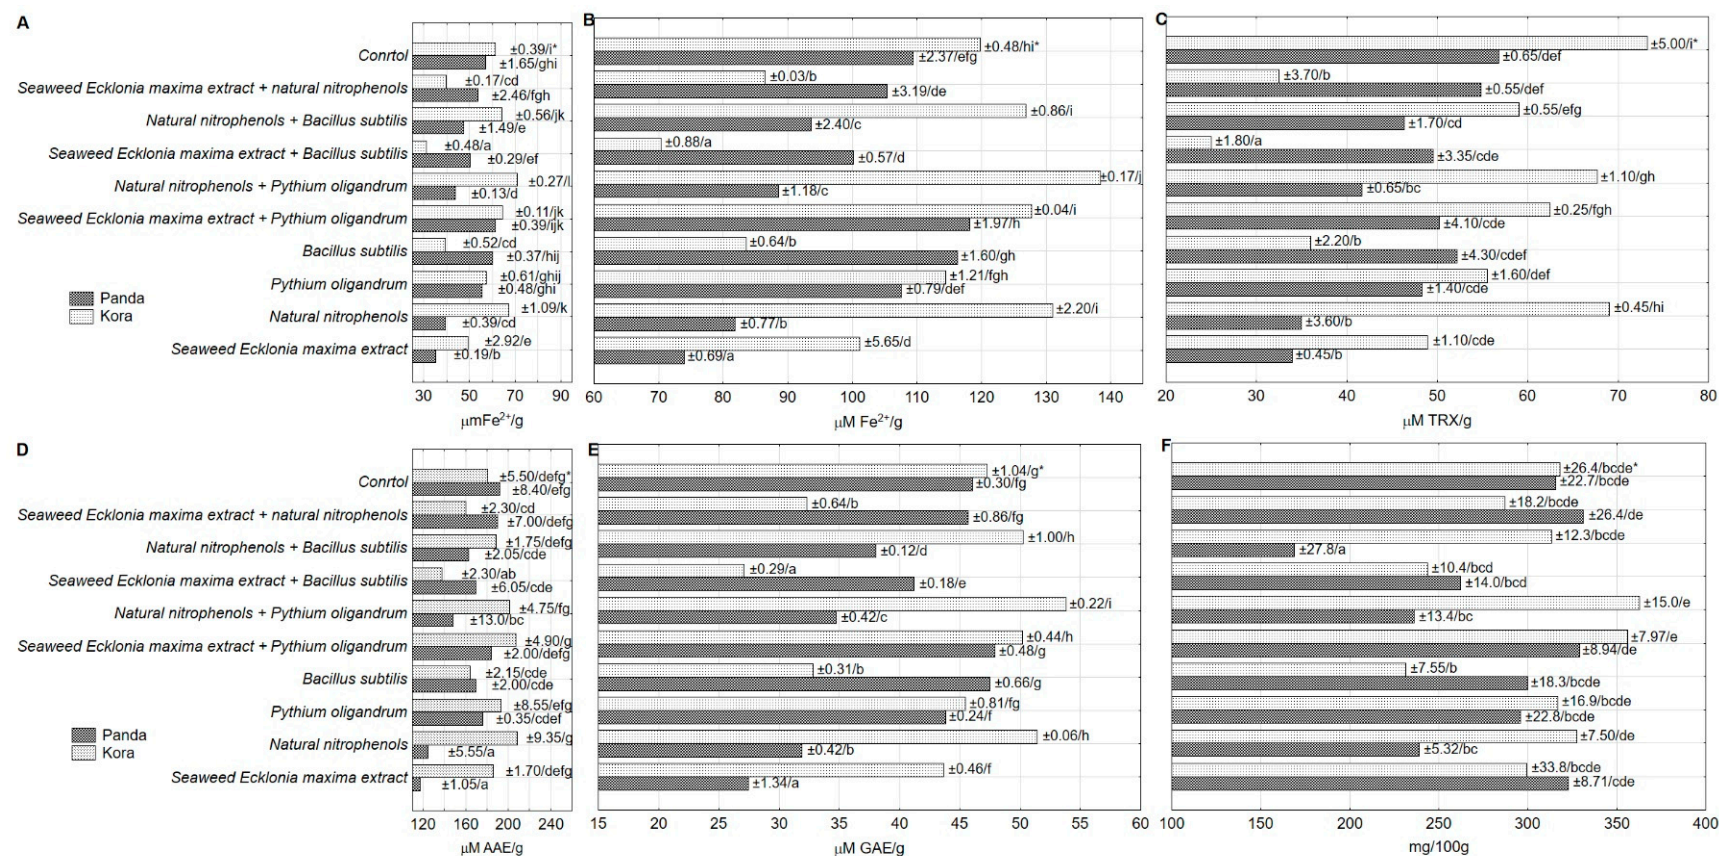 A
B
C
Conrtol
±0.39/i*
±1.65/ghi
±0.48/hi*
±2.37/efg
±5.00/i*
±0.65/def
Seaweed Ecklonia maxima extract + natural nitrophenols
±0.17/cd
±2.46/fgh
±0.03/b
±3.19/de
±3.70/b
±0.55/def
Natural nitrophenols + Bacillus subtilis
±0.56/jk
±1.49/e
±0.86/i
±2.40/c
±0.55/efg
±1.70/cd
Seaweed Ecklonia maxima extract + Bacillus subtilis
±0.48/a
±0.29/ef
±0.88/a
±0.57/d
±1.80/a
±3.35/cde
Natural nitrophenols + Pythium oligandrum
±0.27/l
±0.13/d
±0.17/j
±1.18/c
±1.10/gh
±0.65/bc
Seaweed Ecklonia maxima extract + Pythium oligandrum
±0.11/jk
±0.39/ijk
±0.04/i
±1.97/h
±0.25/fgh
±4.10/cde
Bacillus subtilis
±0.52/cd
±0.37/hij
±0.64/b
±1.60/gh
±2.20/b
±4.30/cdef
Pythium oligandrum
±0.61/ghij
±0.48/ghi
±1.21/fgh
±0.79/def
±1.60/def
±1.40/cde
Panda
Kora
Natural nitrophenols
±1.09/k
±0.39/cd
±2.20/i
±0.77/b
±0.45/hi
±3.60/b
Seaweed Ecklonia maxima extract
±2.92/e
±0.19/b
±5.65/d
±0.69/a
±1.10/cde
±0.45/b
30 50 70 90
60 70 80 90 100 110 120 130 140
20 30 40 50 60 70 80
µmFe²⁺/g
µM Fe²⁺/g
µM TRX/g
D
E
F
Conrtol
±5.50/defg*
±8.40/efg
±1.04/g*
±0.30/fg
±26.4/bcde*
±22.7/bcde
Seaweed Ecklonia maxima extract + natural nitrophenols
±2.30/cd
±7.00/defg
±0.64/b
±0.86/fg
±18.2/bcde
±26.4/de
Natural nitrophenols + Bacillus subtilis
±1.75/defg
±2.05/cde
±1.00/h
±0.12/d
±12.3/bcde
±27.8/a
Seaweed Ecklonia maxima extract + Bacillus subtilis
±2.30/ab
±6.05/cde
±0.29/a
±0.18/e
±10.4/bcd
±14.0/bcd
Natural nitrophenols + Pythium oligandrum
±4.75/fg
±13.0/bc
±0.22/i
±0.42/c
±15.0/e
±13.4/bc
Seaweed Ecklonia maxima extract + Pythium oligandrum
±4.90/g
±2.00/defg
±0.44/h
±0.48/g
±7.97/e
±8.94/de
Bacillus subtilis
±2.15/cde
±2.00/cde
±0.31/b
±0.66/g
±7.55/b
±18.3/bcde
Pythium oligandrum
±8.55/efg
±0.35/cdef
±0.81/fg
±0.24/f
±16.9/bcde
±22.8/bcde
Panda
Kora
Natural nitrophenols
±9.35/g
±5.55/a
±0.06/h
±0.42/b
±7.50/de
±5.32/bc
Seaweed Ecklonia maxima extract
±1.70/defg
±1.05/a
±0.46/f
±1.34/a
±33.8/bcde
±8.71/cde
120 160 200 240
15 20 25 30 35 40 45 50 55 60
100 150 200 250 300 350 400
µM AAE/g
µM GAE/g
mg/100g